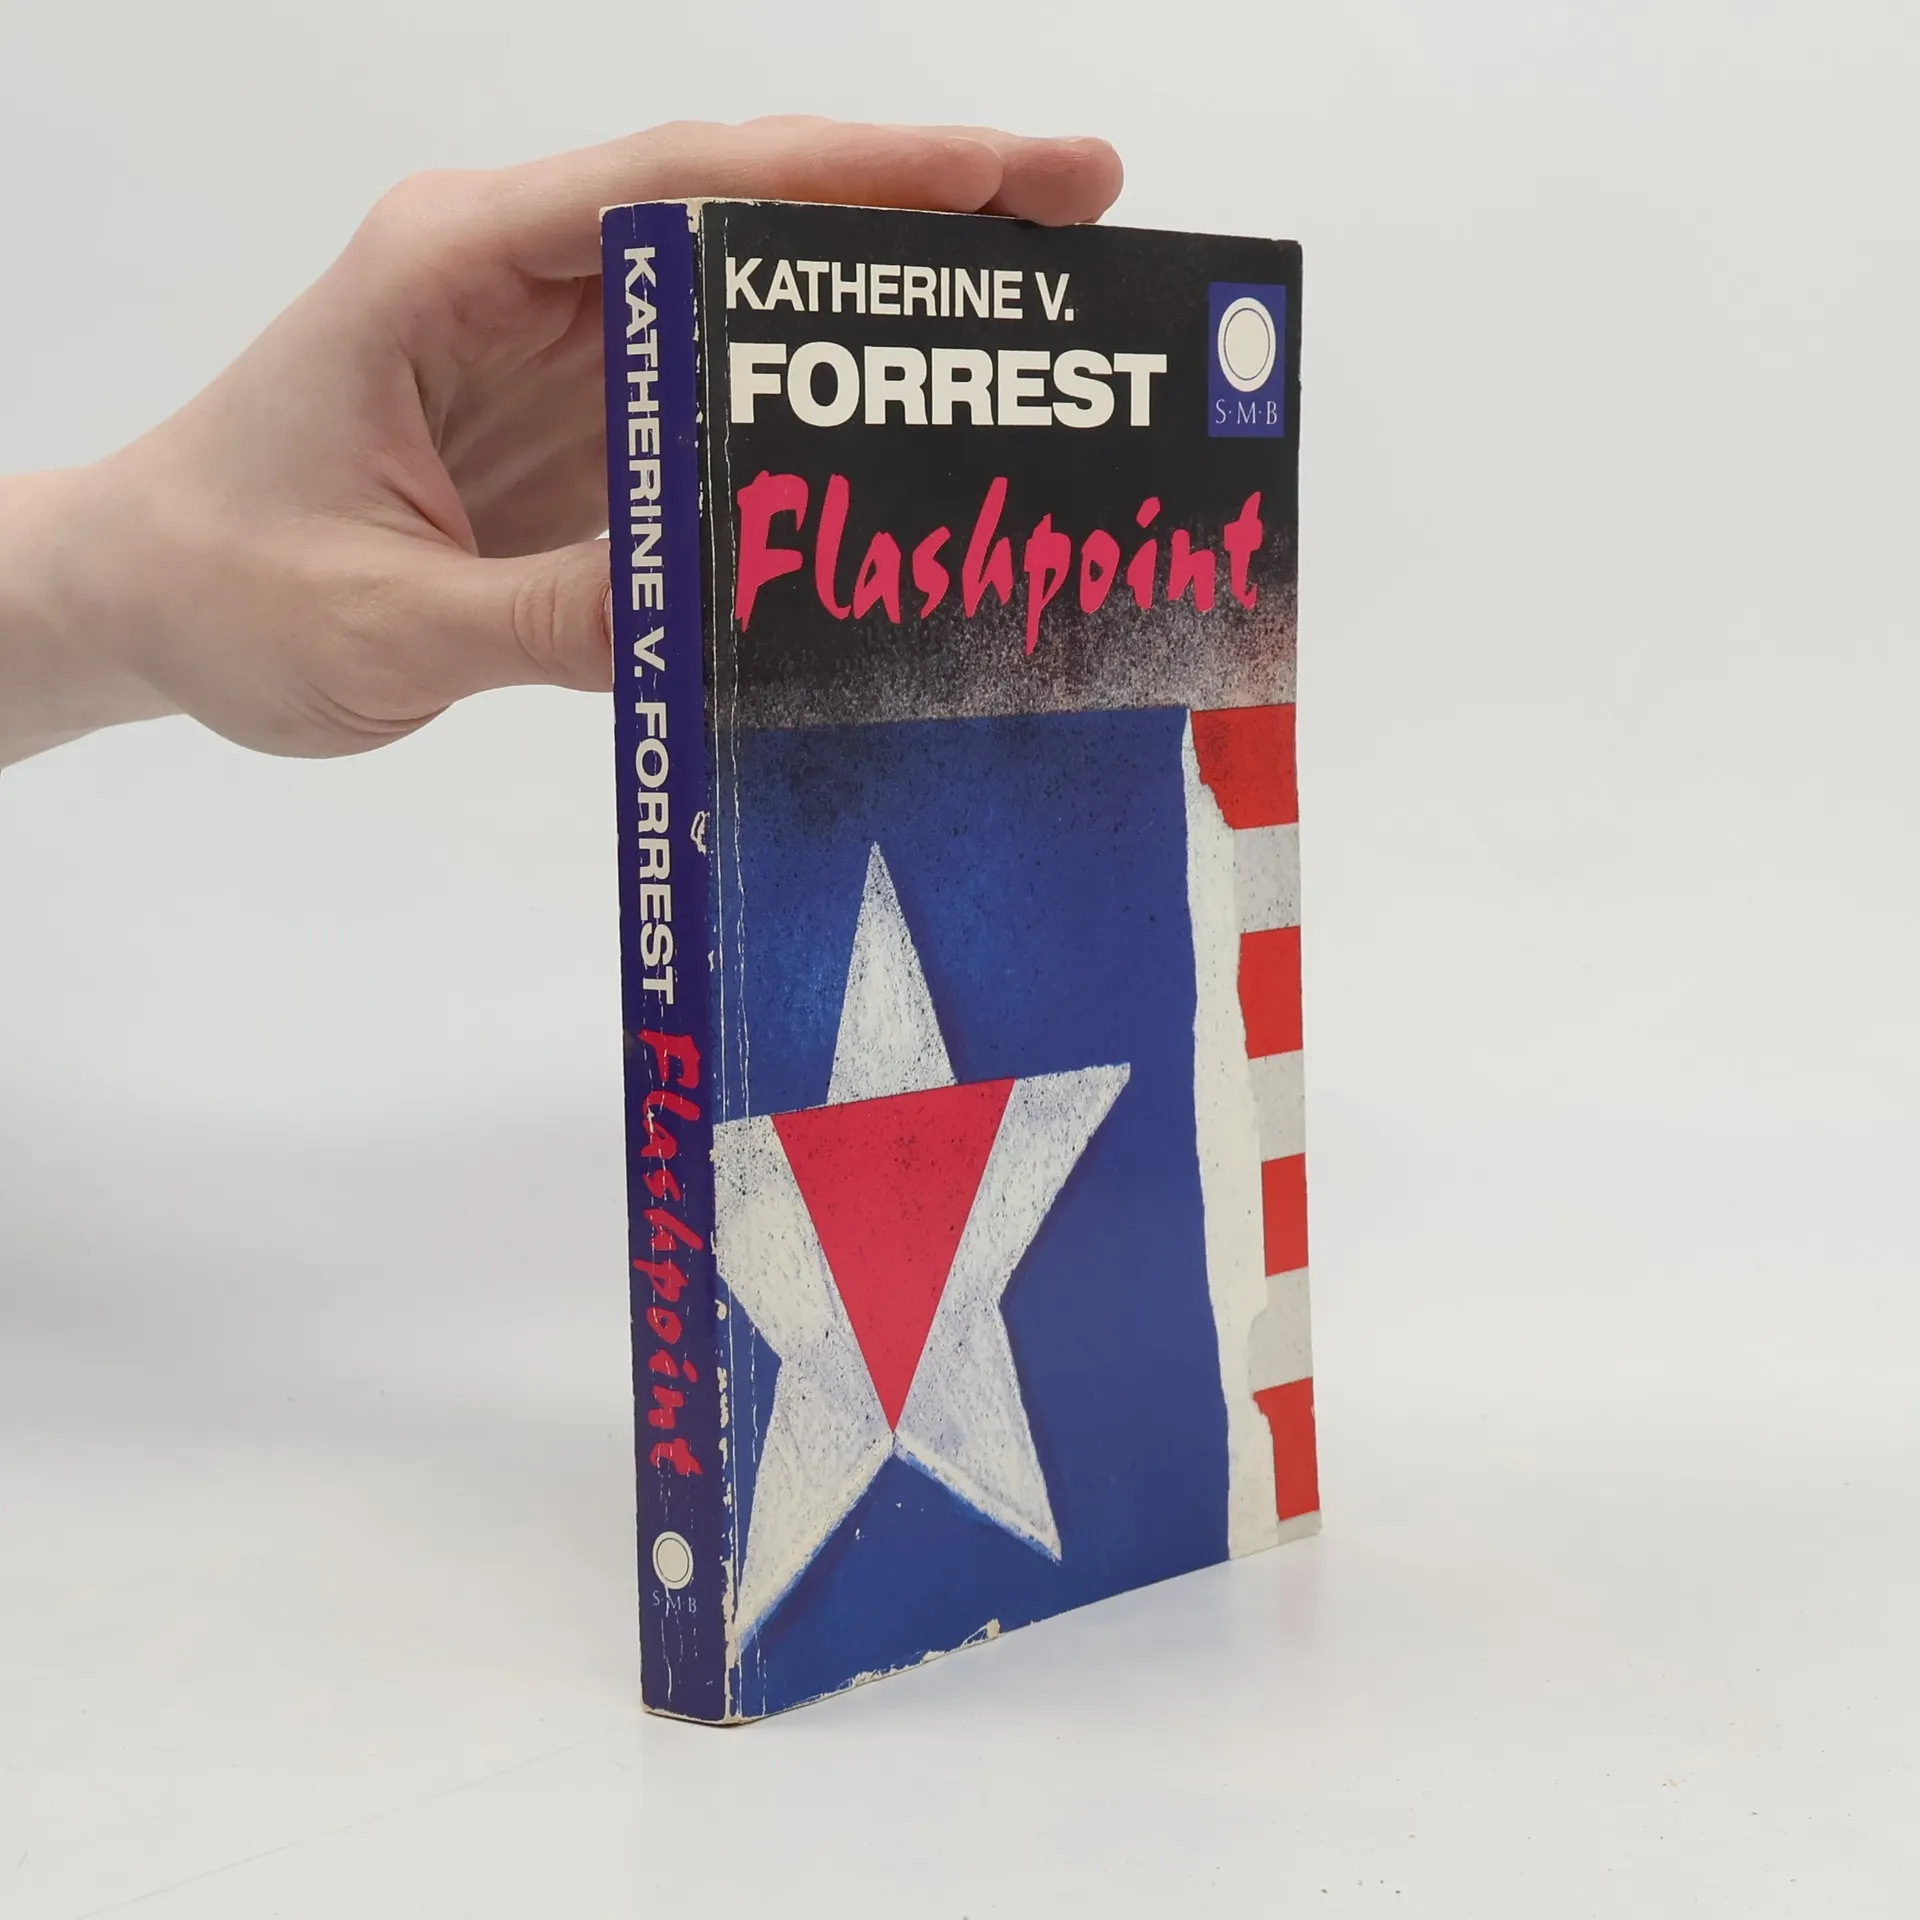 KATHERINE V. FORREST Flashpoint
S·M·B
KATHERINE V.
FORREST
S·M·B
Flashpoint